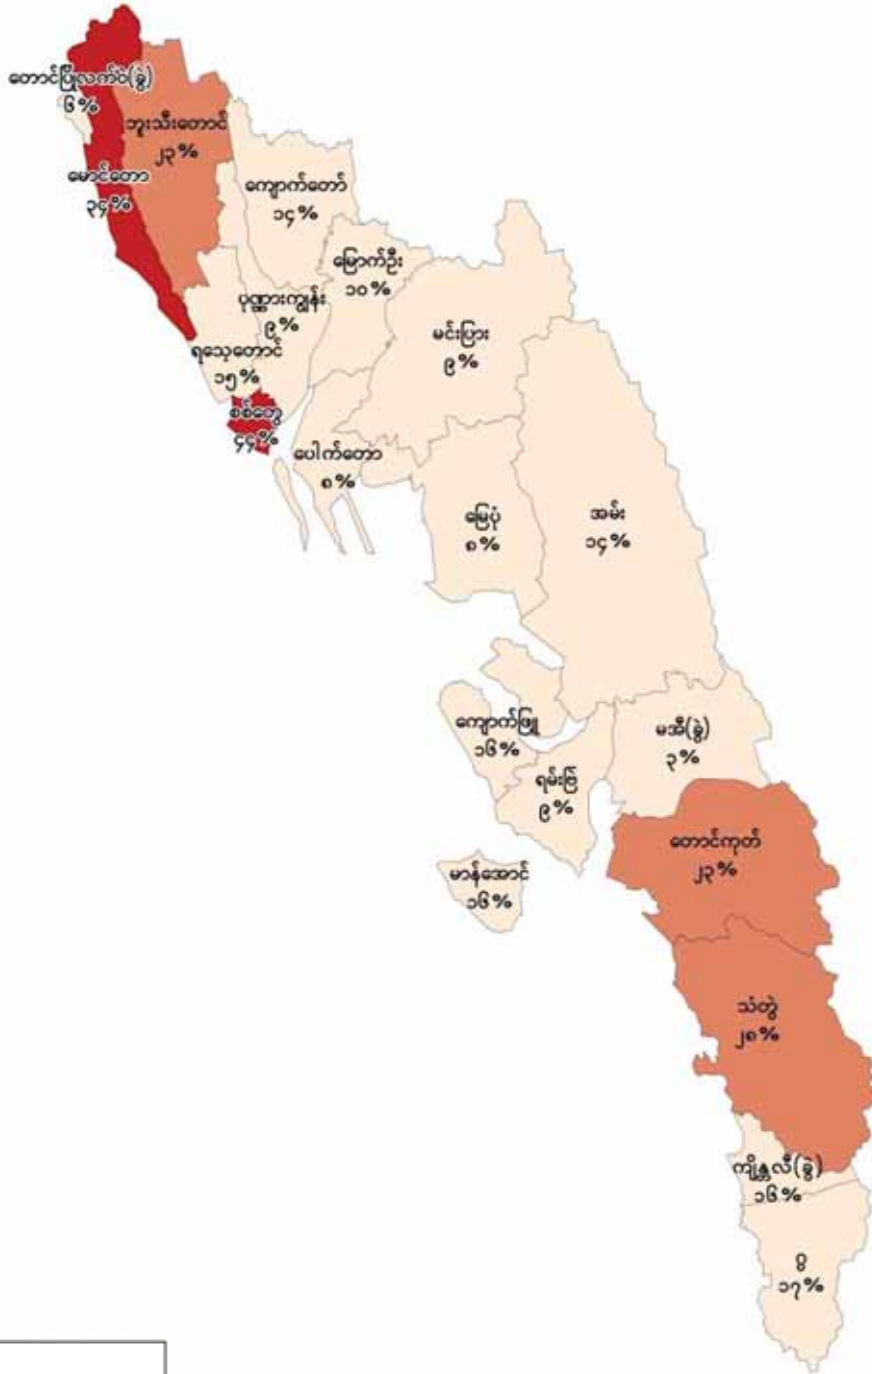 တောင်ပြိုလက်ဝဲ(ခွဲ)
၆%
ဘူးသီးတောင်
၂၃%
မောင်တော
၃၄%
ကျောက်တော်
၁၄%
မြောက်ဦး
၁၀%
ပုဏ္ဏားကျွန်း
၉%
မင်းပြား
၉%
ရသေ့တောင်
၁၅%
စစ်တွေ
၄၄%
ပေါက်တော
၈%
မြေပုံ
၈%
အမ်း
၁၄%
ကျောက်ဖြူ
၁၆%
မအီ(ခွဲ)
၃%
ရမ်းဗြဲ
၉%
တောင်ကုတ်
၂၃%
မာန်အောင်
၁၆%
သံတွဲ
၂၈%
ကျိန္တလီ(ခွဲ)
၁၆%
ဂွ
၁၇%